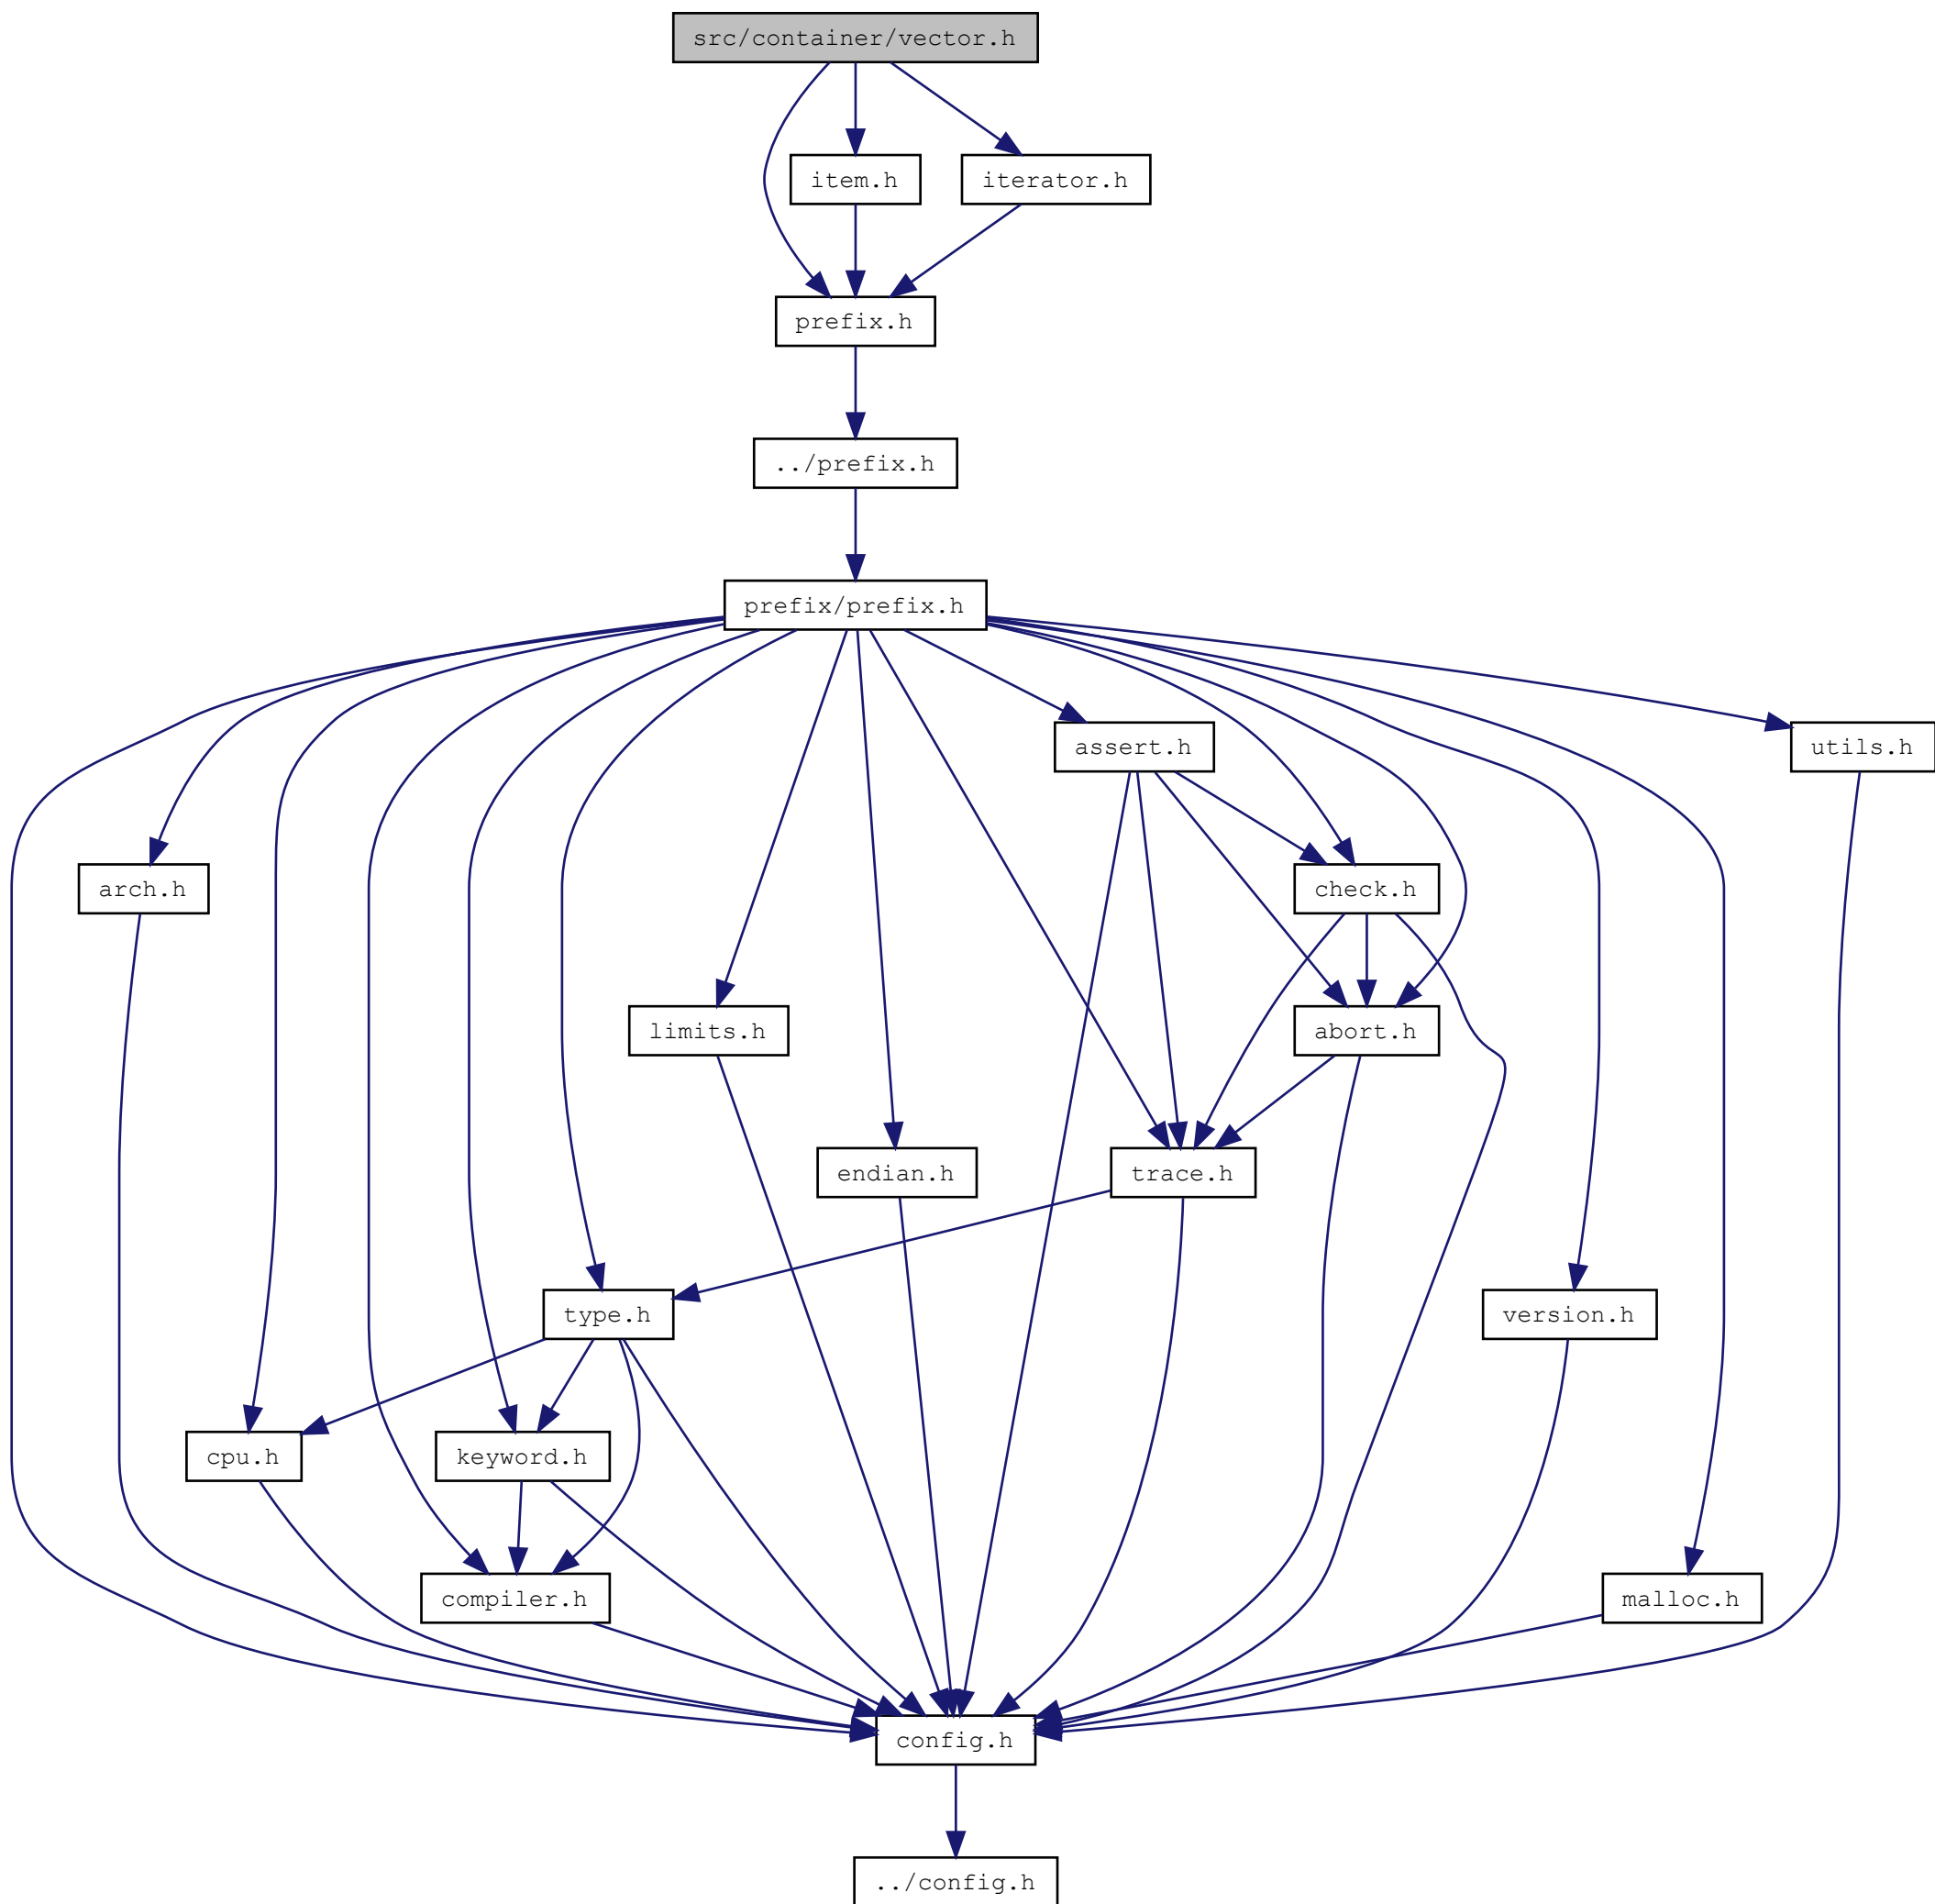 src/container/vector.h
item.h
iterator.h
prefix.h
../prefix.h
prefix/prefix.h
assert.h
utils.h
arch.h
check.h
limits.h
abort.h
endian.h
trace.h
type.h
version.h
cpu.h
keyword.h
compiler.h
malloc.h
config.h
../config.h